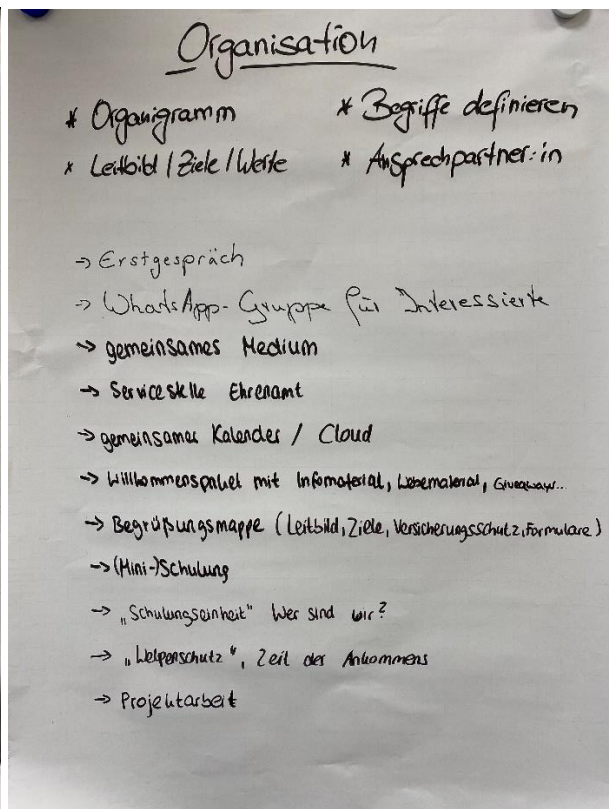 Organisation
* Organigramm * Begriffe definieren
* Leitbild / Ziele / Werte * Ansprechpartner:in
-> Erstgespräch
-> WhatsApp-Gruppe für Interessierte
-> gemeinsames Medium
-> Servicestelle Ehrenamt
-> gemeinsamer Kalender / Cloud
-> Willkommenspaket mit Infomaterial, Werbematerial, Giveaways...
-> Begrüßungsmappe (Leitbild, Ziele, Versicherungsschutz, Formulare)
-> (Mini-)Schulung
-> „Schulungseinheit" Wer sind wir?
-> „Welpenschutz", Zeit des Ankommens
-> Projektarbeit